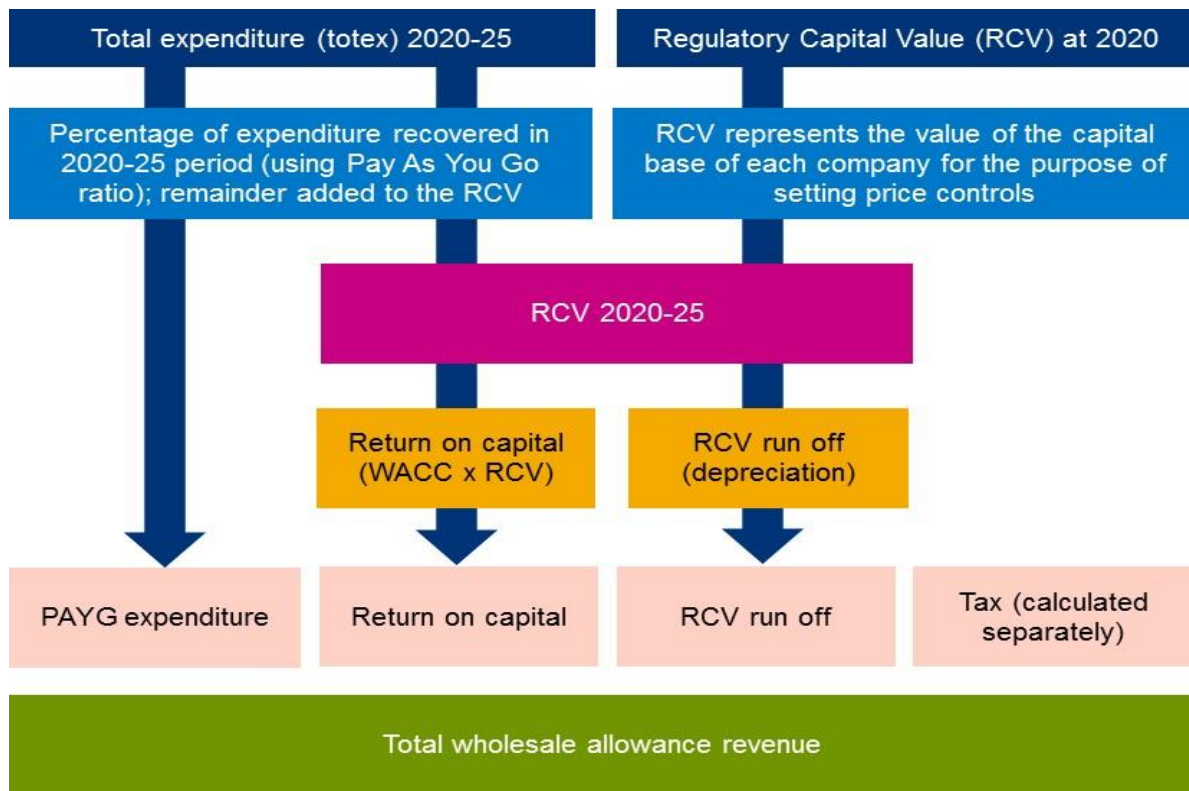 Total expenditure (totex) 2020-25
Regulatory Capital Value (RCV) at 2020
Percentage of expenditure recovered in
2020-25 period (using Pay As You Go
ratio); remainder added to the RCV
RCV represents the value of the capital
base of each company for the purpose of
setting price controls
RCV 2020-25
Return on capital
(WACC x RCV)
RCV run off
(depreciation)
PAYG expenditure
Return on capital
RCV run off
Tax (calculated
separately)
Total wholesale allowance revenue